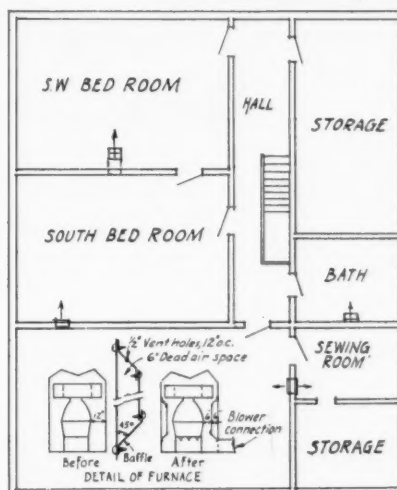 S.W BED ROOM
HALL
STORAGE
SOUTH BED ROOM
BATH
½" Vent holes, 12" o.c.
6" Dead air space
SEWING
ROOM
12"
45°
6"
Blower
connection
Before
Baffle
After
DETAIL OF FURNACE
STORAGE